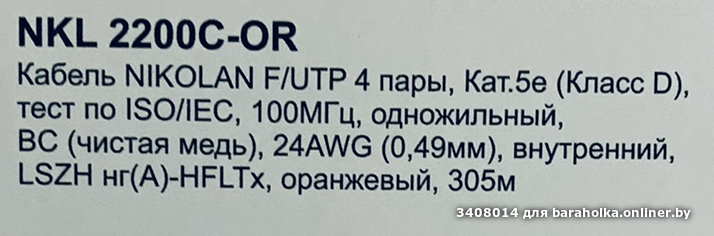 NKL 2200C-OR
Кабель NIKOLAN F/UTP 4 пары, Кат.5е (Класс D),
тест по ISO/IEC, 100МГц, одножильный,
BC (чистая медь), 24AWG (0,49мм), внутренний,
LSZH нг(А)-HFLTx, оранжевый, 305м
3408014 для baraholka.onliner.by